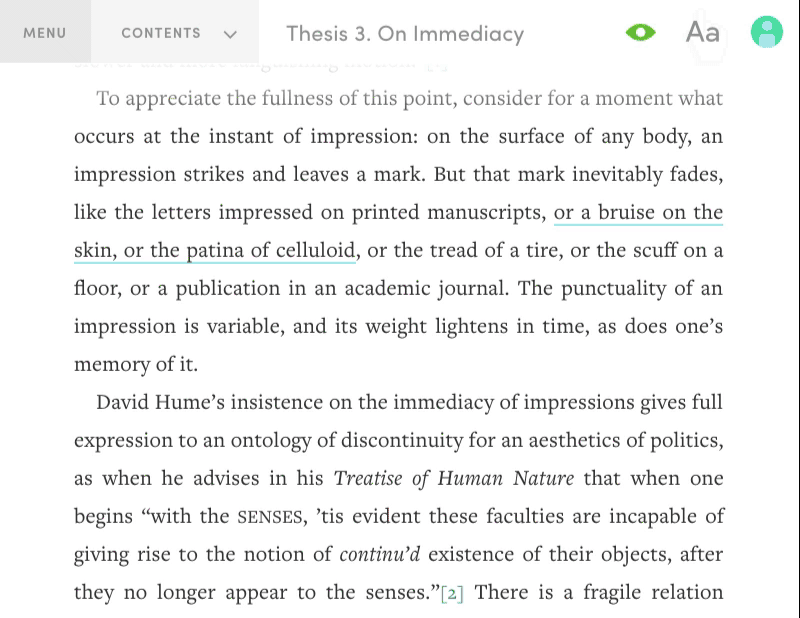 MENU
CONTENTS
Thesis 3. On Immediacy
Aa
To appreciate the fullness of this point, consider for a moment what
occurs at the instant of impression: on the surface of any body, an
impression strikes and leaves a mark. But that mark inevitably fades,
like the letters impressed on printed manuscripts, or a bruise on the
skin, or the patina of celluloid, or the tread of a tire, or the scuff on a
floor, or a publication in an academic journal. The punctuality of an
impression is variable, and its weight lightens in time, as does one’s
memory of it.
David Hume’s insistence on the immediacy of impressions gives full
expression to an ontology of discontinuity for an aesthetics of politics,
as when he advises in his Treatise of Human Nature that when one
begins “with the SENSES, ’tis evident these faculties are incapable of
giving rise to the notion of continu’d existence of their objects, after
they no longer appear to the senses.”[2] There is a fragile relation